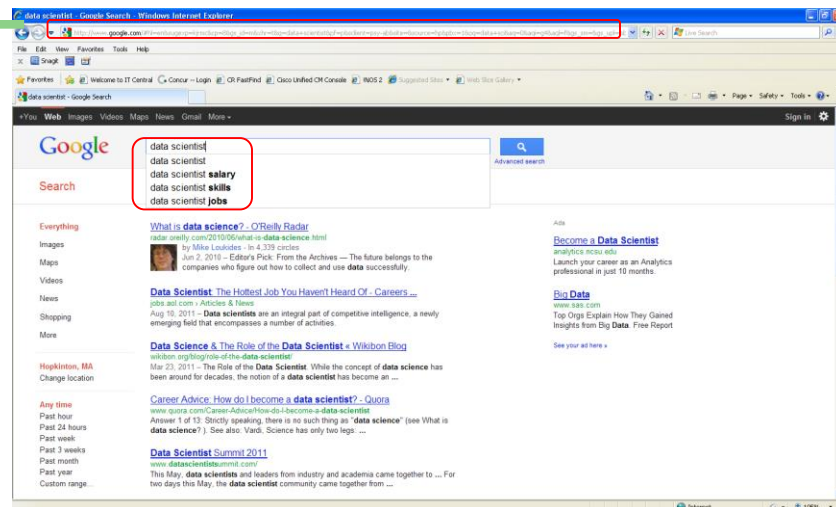 data scientist - Google Search - Windows Internet Explorer
Live Search
File Edit View Favorites Tools Help
x Snagit
Favorites Welcome to IT Central Concur – Login CR FastFind Cisco Unified CM Console INOS 2 Suggested Sites Web Slice Gallery
data scientist - Google Search
Page Safety Tools
+You Web Images Videos Maps News Gmail More
Sign in
Google
data scientist
Advanced search
data scientist
data scientist salary
data scientist skills
data scientist jobs
Search
Everything
Images
Maps
Videos
News
Shopping
More
Hopkinton, MA
Change location
Any time
Past hour
Past 24 hours
Past week
Past 3 weeks
Past month
Past year
Custom range...
What is data science? - O'Reilly Radar
radar.oreilly.com/2010/06/what-is-data-science.html
by Mike Loukides - In 4,339 circles
Jun 2, 2010 – Editor's Pick: From the Archives — The future belongs to the
companies who figure out how to collect and use data successfully.
Data Scientist: The Hottest Job You Haven't Heard Of - Careers ...
jobs.aol.com › Articles & News
Aug 10, 2011 – Data scientists are an integral part of competitive intelligence, a newly
emerging field that encompasses a number of activities.
Data Science & The Role of the Data Scientist « Wikibon Blog
wikibon.org/blog/role-of-the-data-scientist/
Mar 23, 2011 – The Role of the Data Scientist. While the concept of data science has
been around for decades, the notion of a data scientist has become an ...
Career Advice: How do I become a data scientist? - Quora
www.quora.com/Career-Advice/How-do-I-become-a-data-scientist
Answer 1 of 13: Strictly speaking, there is no such thing as "data science" (see What is
data science? ). See also: Vardi, Science has only two legs: ...
Data Scientist Summit 2011
www.datascientistsummit.com/
This May, data scientists and leaders from industry and academia came together to ... For
two days this May, the data scientist community came together from ...
Ads
Become a Data Scientist
analytics.ncsu.edu
Launch your career as an Analytics
professional in just 10 months.
Big Data
www.sas.com
Top Orgs Explain How They Gained
Insights from Big Data. Free Report
See your ad here »